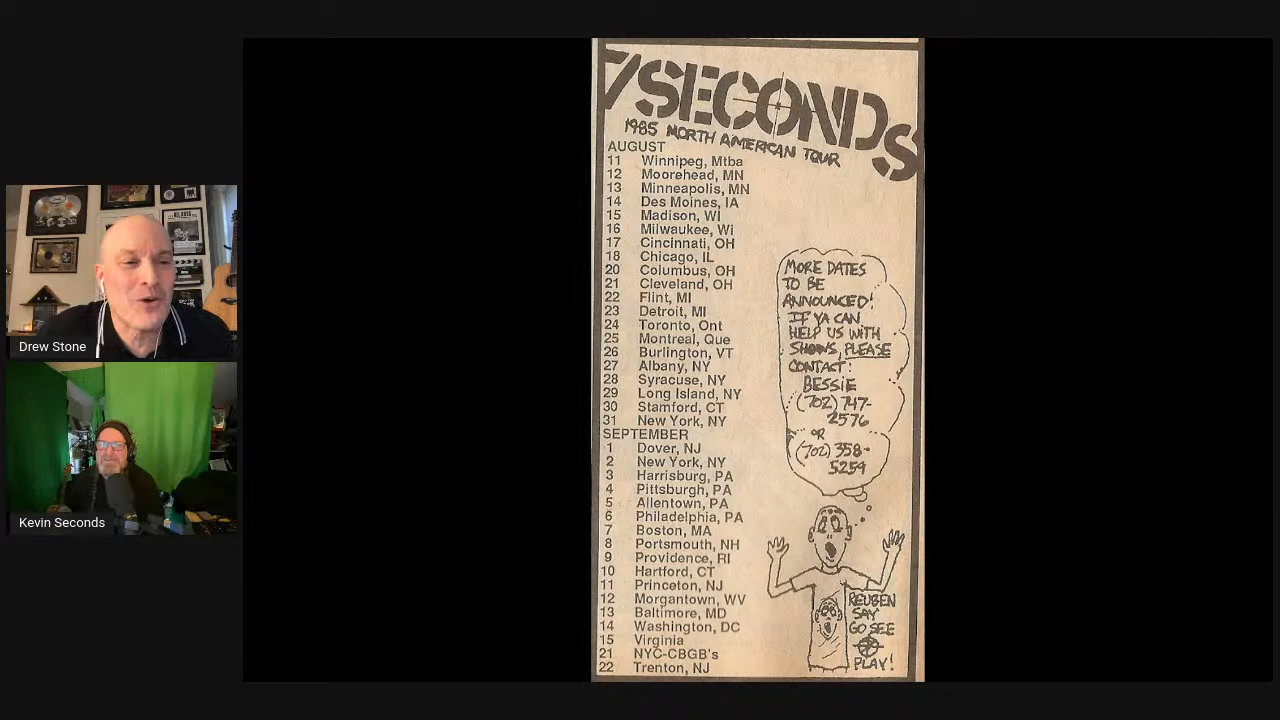 7SECONDS
1985 NORTH AMERICAN TOUR
AUGUST
11 Winnipeg, Mtba
12 Moorehead, MN
13 Minneapolis, MN
14 Des Moines, IA
15 Madison, WI
16 Milwaukee, Wi
17 Cincinnati, OH
18 Chicago, IL
20 Columbus, OH
21 Cleveland, OH
22 Flint, MI
23 Detroit, MI
24 Toronto, Ont
25 Montreal, Que
26 Burlington, VT
27 Albany, NY
28 Syracuse, NY
29 Long Island, NY
30 Stamford, CT
31 New York, NY
SEPTEMBER
1 Dover, NJ
2 New York, NY
3 Harrisburg, PA
4 Pittsburgh, PA
5 Allentown, PA
6 Philadelphia, PA
7 Boston, MA
8 Portsmouth, NH
9 Providence, RI
10 Hartford, CT
11 Princeton, NJ
12 Morgantown, WV
13 Baltimore, MD
14 Washington, DC
15 Virginia
21 NYC-CBGB's
22 Trenton, NJ
MORE DATES
TO BE
ANNOUNCED!
IF YA CAN
HELP US WITH
SHOWS, PLEASE
CONTACT:
BESSIE
(702) 747-
2576
OR
(702) 358-
5254
REUBEN
SAY
GO SEE
PLAY!
Drew Stone
Kevin Seconds